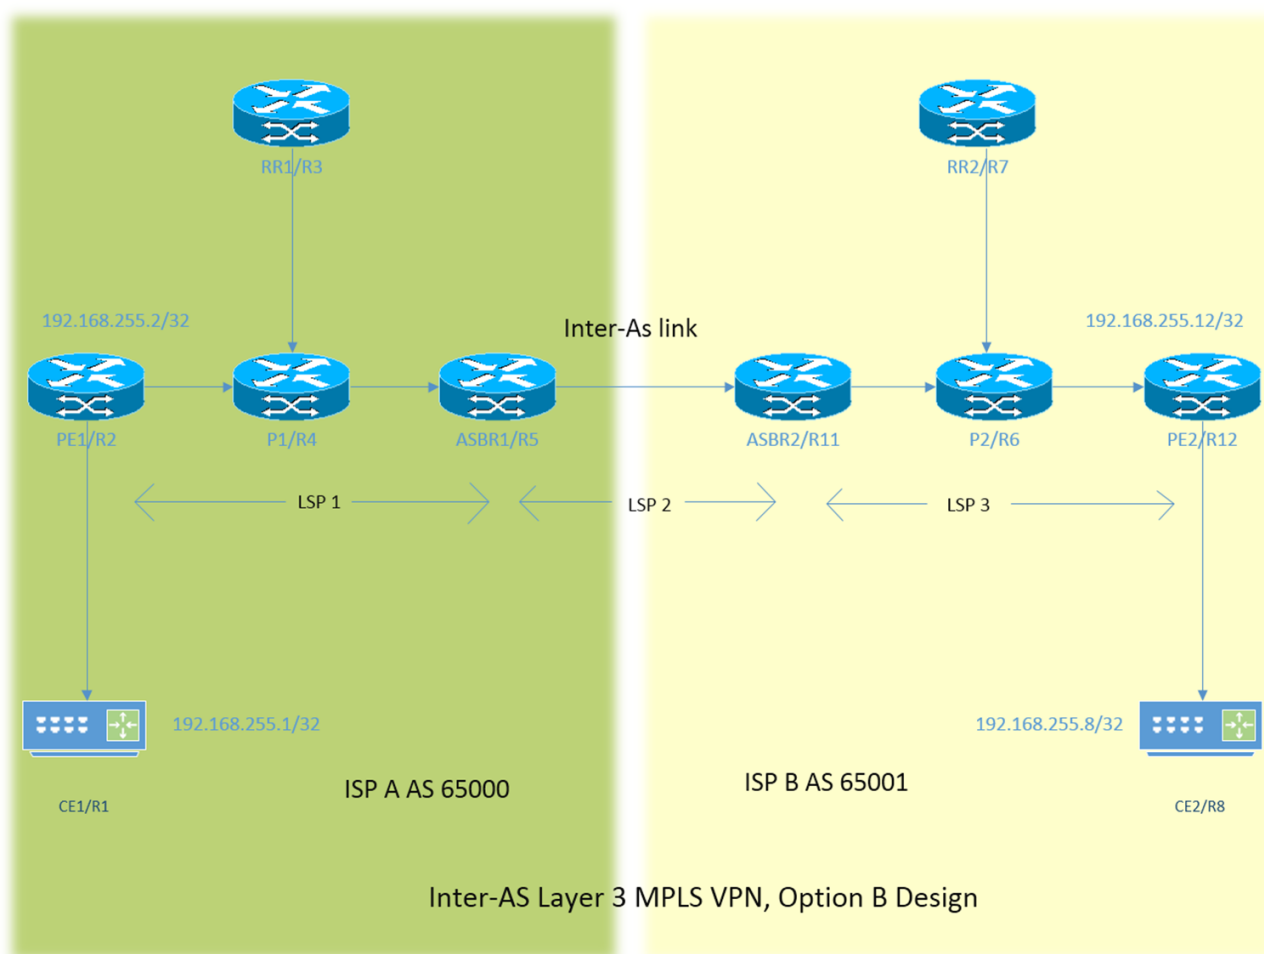 RR1/R3
RR2/R7
192.168.255.2/32
Inter-As link
192.168.255.12/32
PE1/R2
P1/R4
ASBR1/R5
ASBR2/R11
P2/R6
PE2/R12
LSP 1
LSP 2
LSP 3
192.168.255.1/32
192.168.255.8/32
ISP A AS 65000
ISP B AS 65001
CE1/R1
CE2/R8
Inter-AS Layer 3 MPLS VPN, Option B Design